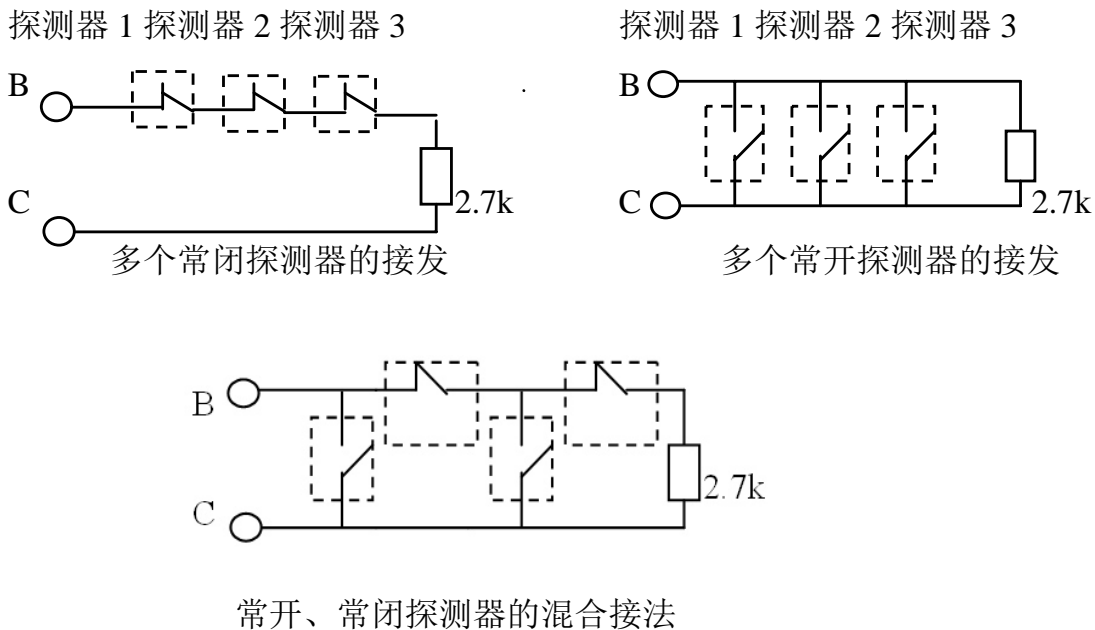 探测器 1 探测器 2 探测器 3
B
C
2.7k
多个常闭探测器的接发
探测器 1 探测器 2 探测器 3
B
C
2.7k
多个常开探测器的接发
B
C
2.7k
常开、常闭探测器的混合接法